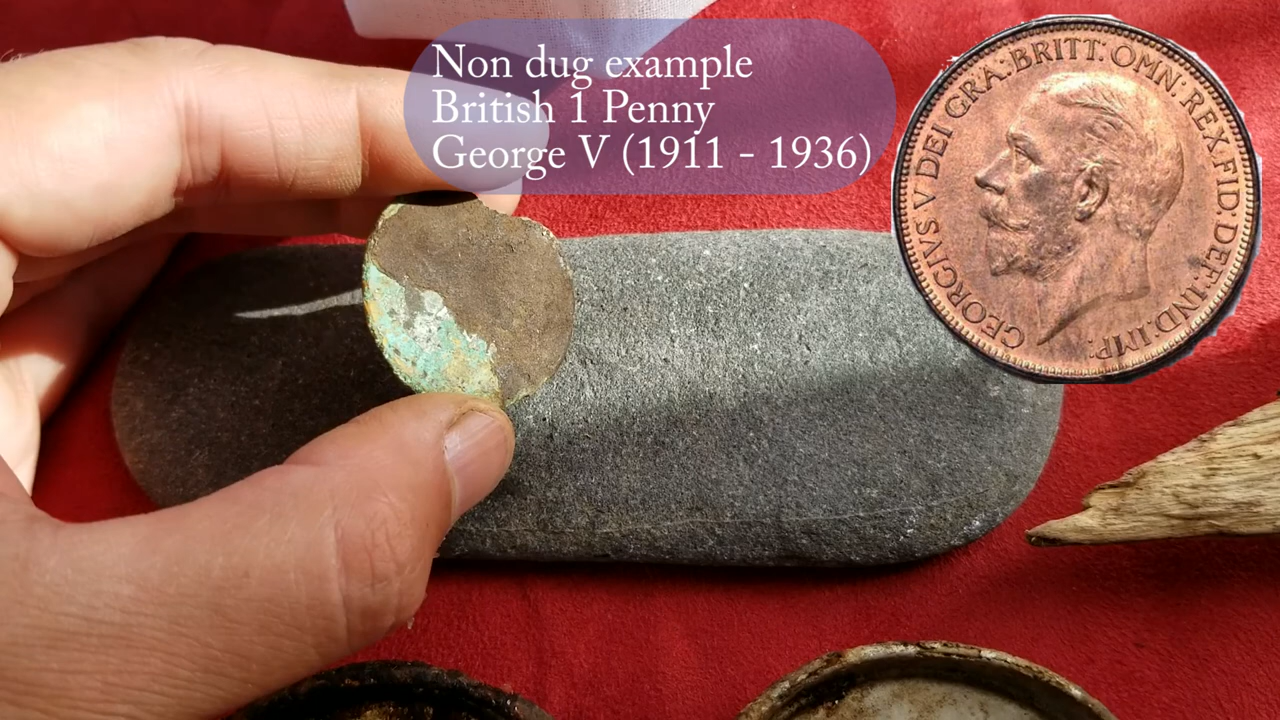 Non dug example
British 1 Penny
George V (1911 - 1936)
GEORGIVS V DEI GRA: BRITT: OMN: REX. FID: DEF: IND: IMP: